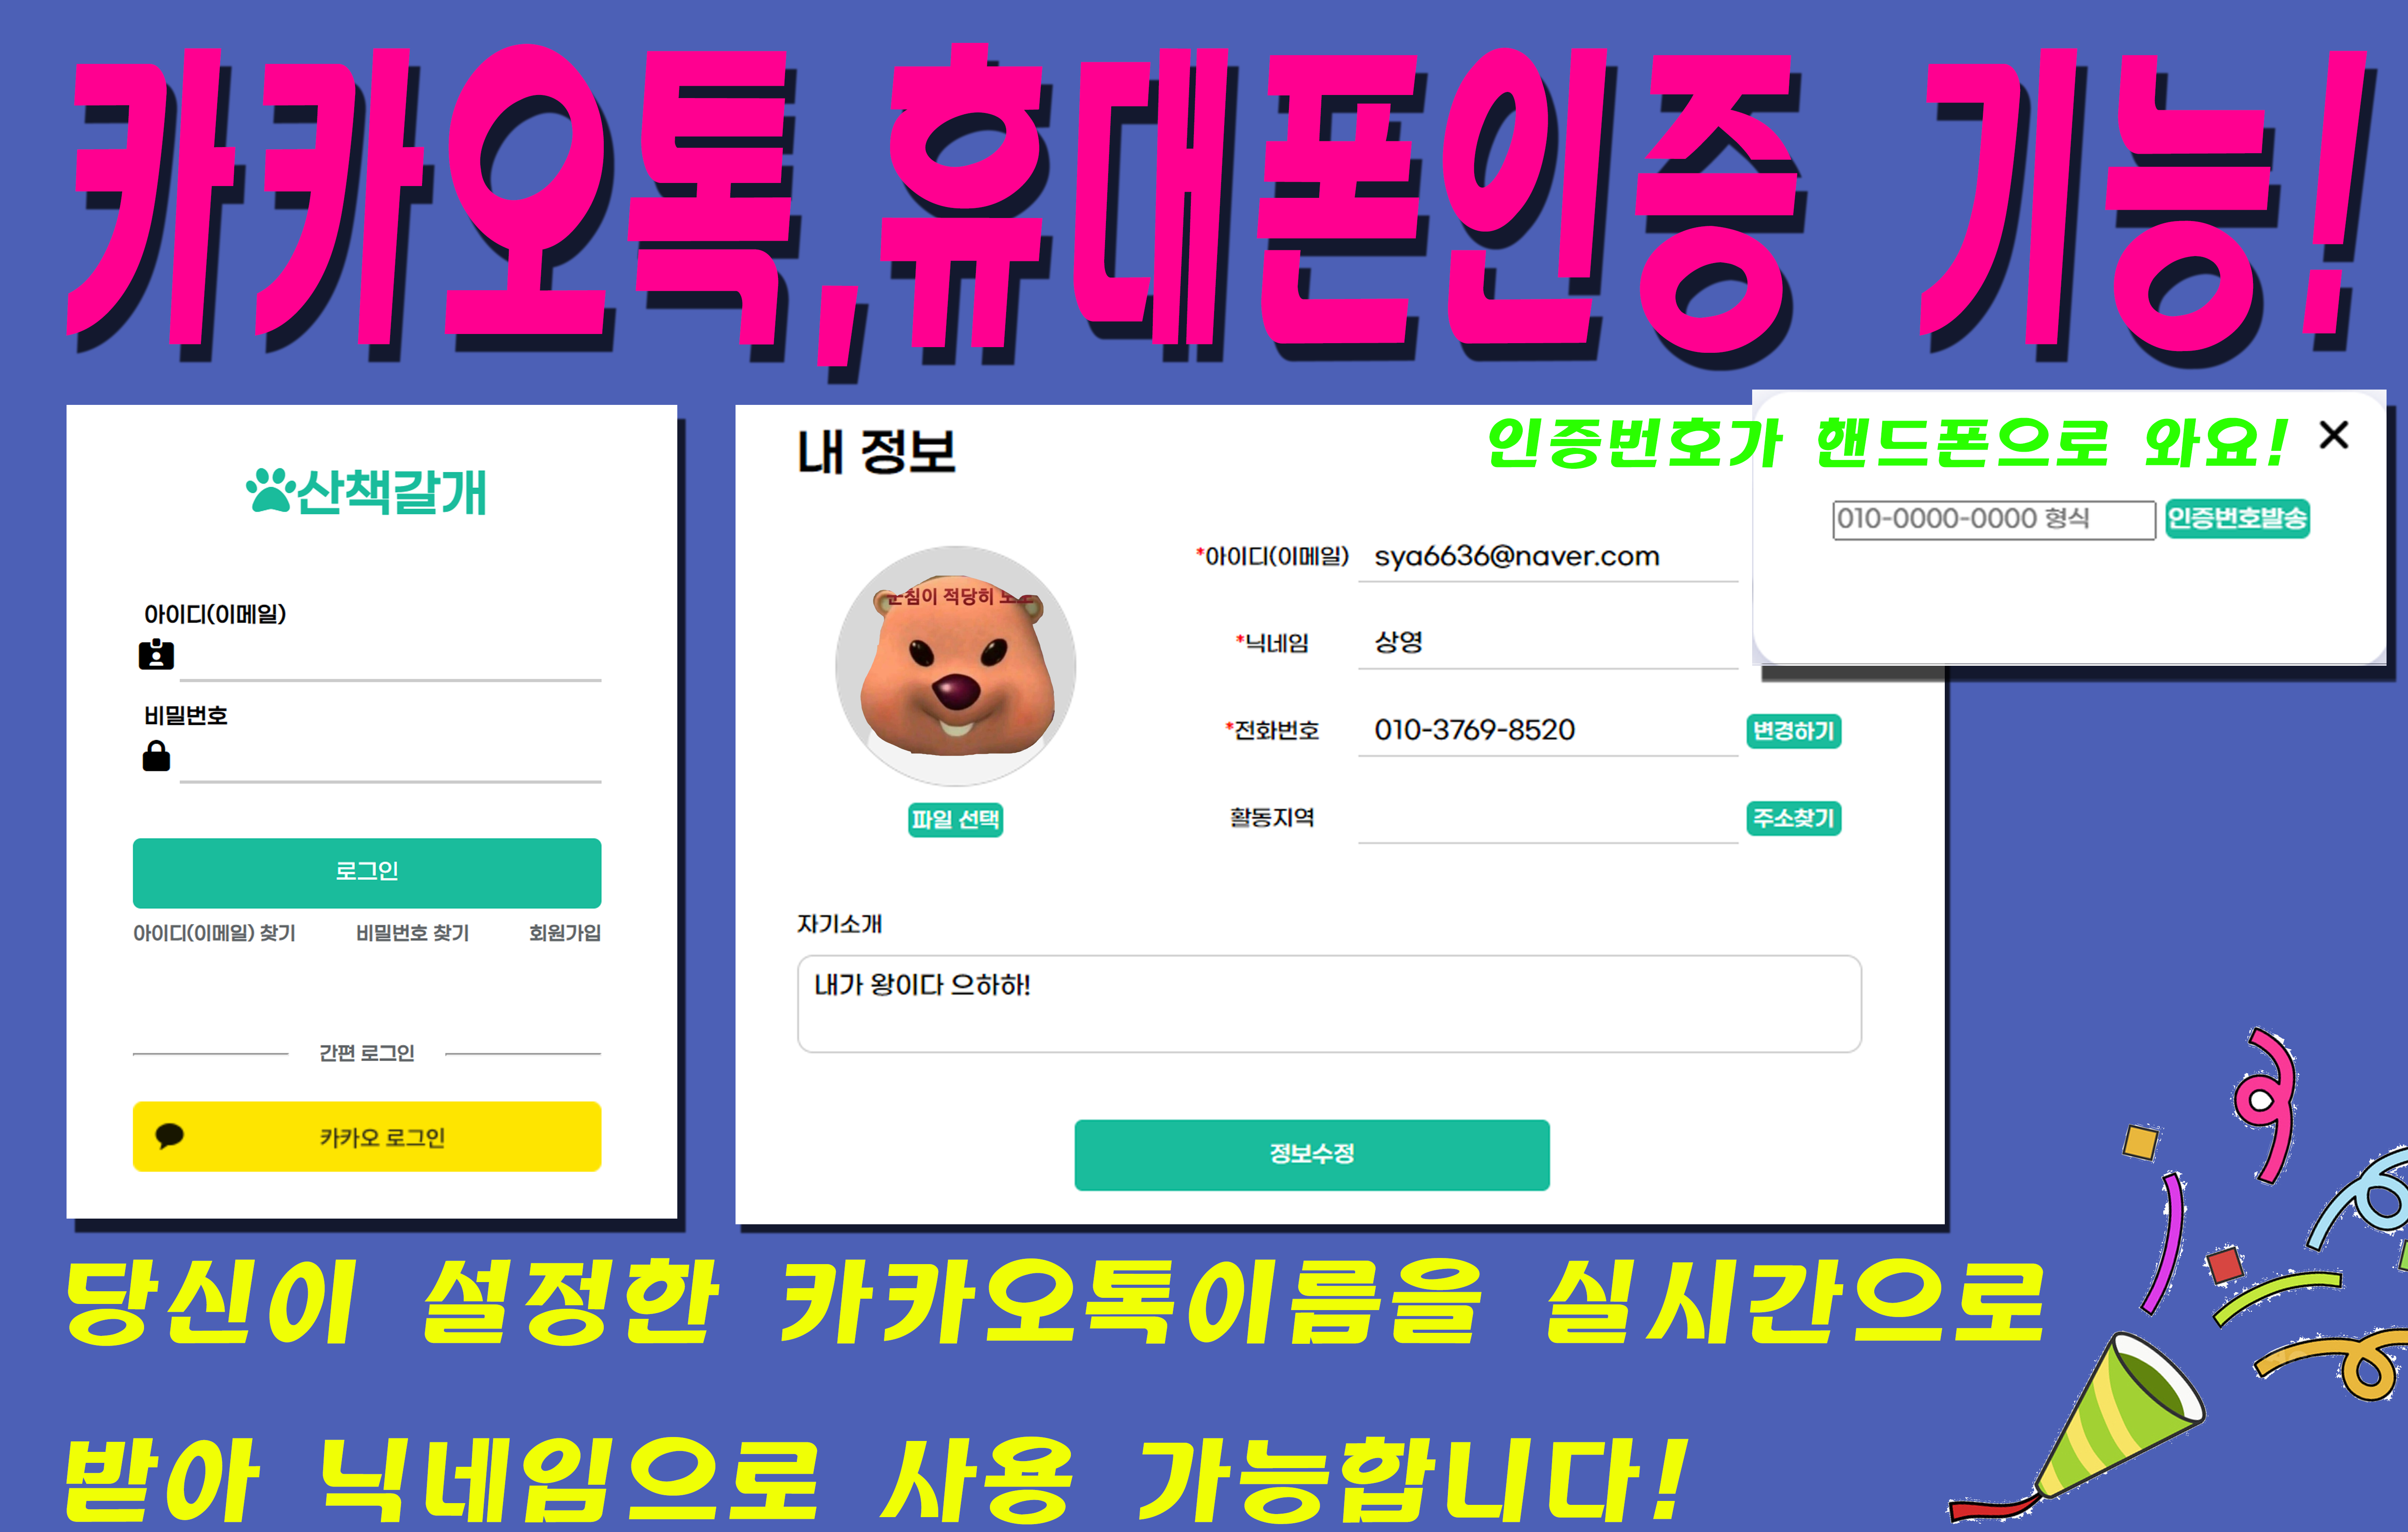 카카오톡,휴대폰인증 기능!
산책갈개
아이디(이메일)
비밀번호
로그인
아이디(이메일) 찾기 비밀번호 찾기 회원가입
간편 로그인
카카오 로그인
내 정보
군침이 적당히 도로
파일 선택
*아이디(이메일) sya6636@naver.com
*닉네임 상영
*전화번호 010-3769-8520 변경하기
활동지역 주소찾기
자기소개
내가 왕이다 으하하!
정보수정
인증번호가 핸드폰으로 와요!
010-0000-0000 형식 인증번호발송
당신이 설정한 카카오톡이름을 실시간으로
받아 닉네임으로 사용 가능합니다!